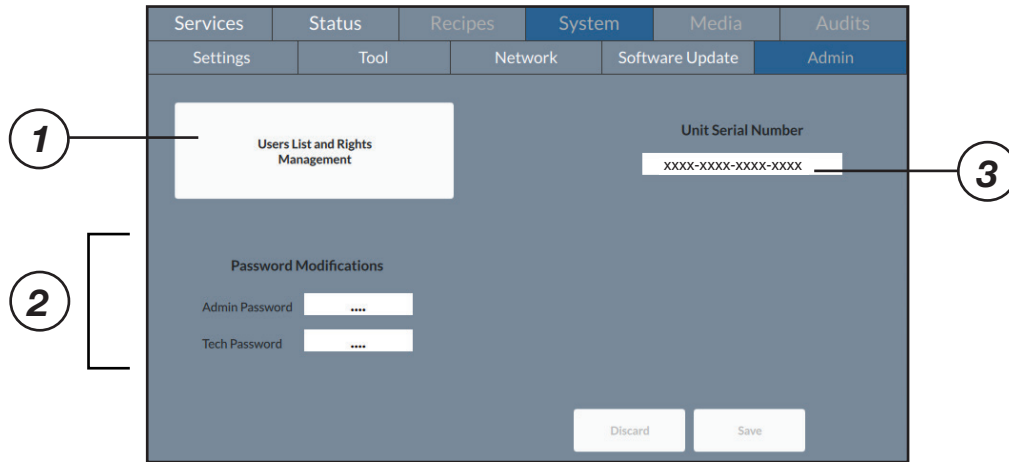 Services Status Recipes System Media Audits
Settings Tool Network Software Update Admin
1
Users List and Rights
Management
Unit Serial Number
xxxx-xxxx-xxxx-xxxx
3
2
Password Modifications
Admin Password ....
Tech Password ....
Discard Save